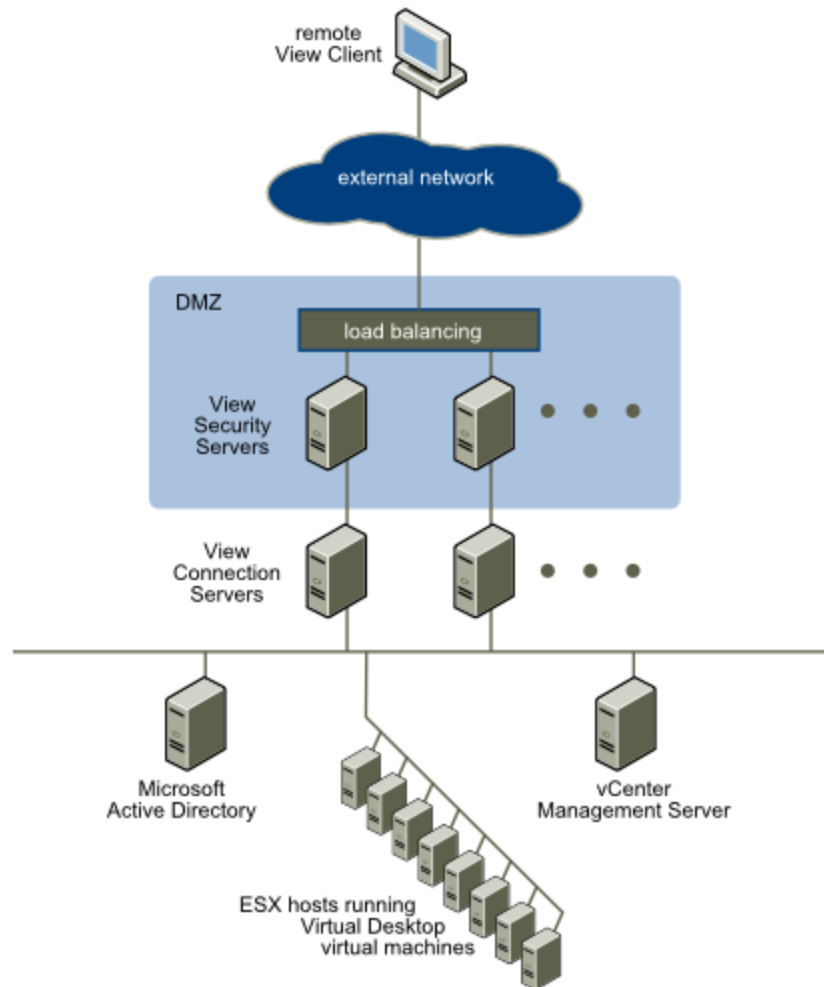 remote
View Client
external network
DMZ
load balancing
View
Security
Servers
View
Connection
Servers
Microsoft
Active Directory
vCenter
Management Server
ESX hosts running
Virtual Desktop
virtual machines